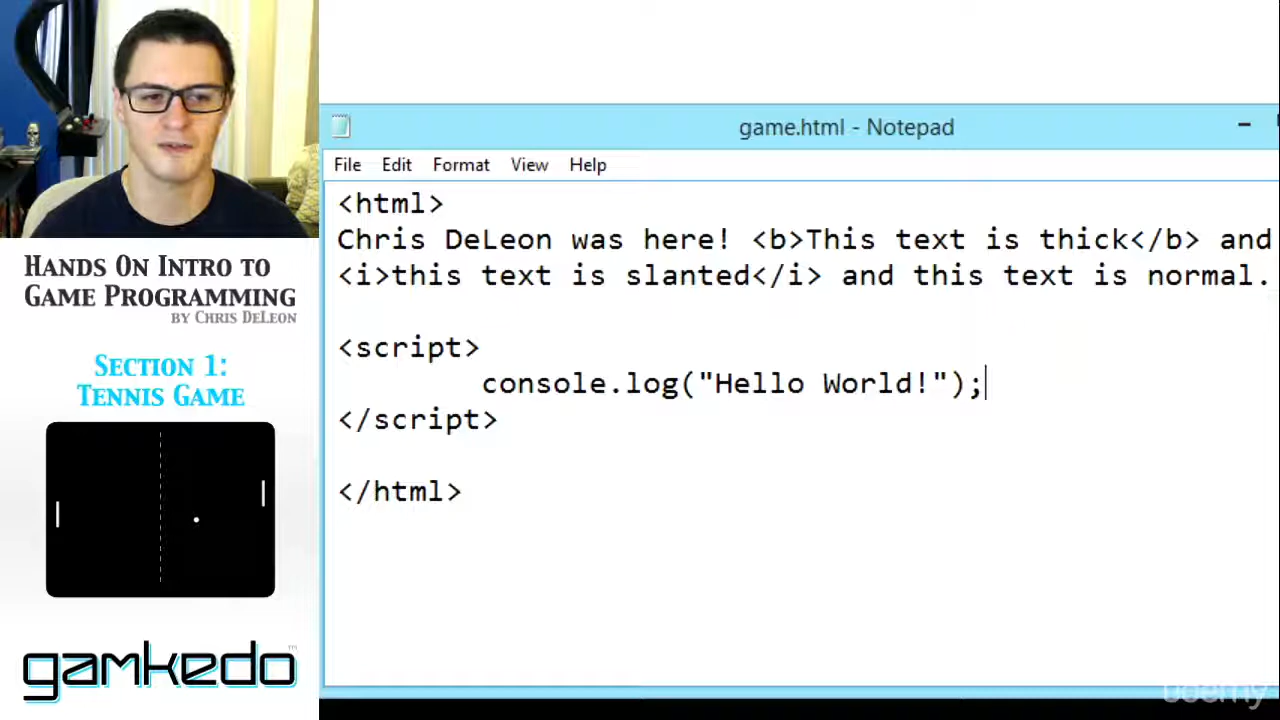 HANDS ON INTRO TO
GAME PROGRAMMING
BY CHRIS DELEON
SECTION 1:
TENNIS GAME
gamkedo
TM
game.html - Notepad
File Edit Format View Help
<html>
Chris DeLeon was here! <b>This text is thick</b> and
<i>this text is slanted</i> and this text is normal.
<script>
console.log("Hello World!");
</script>
</html>
udemy